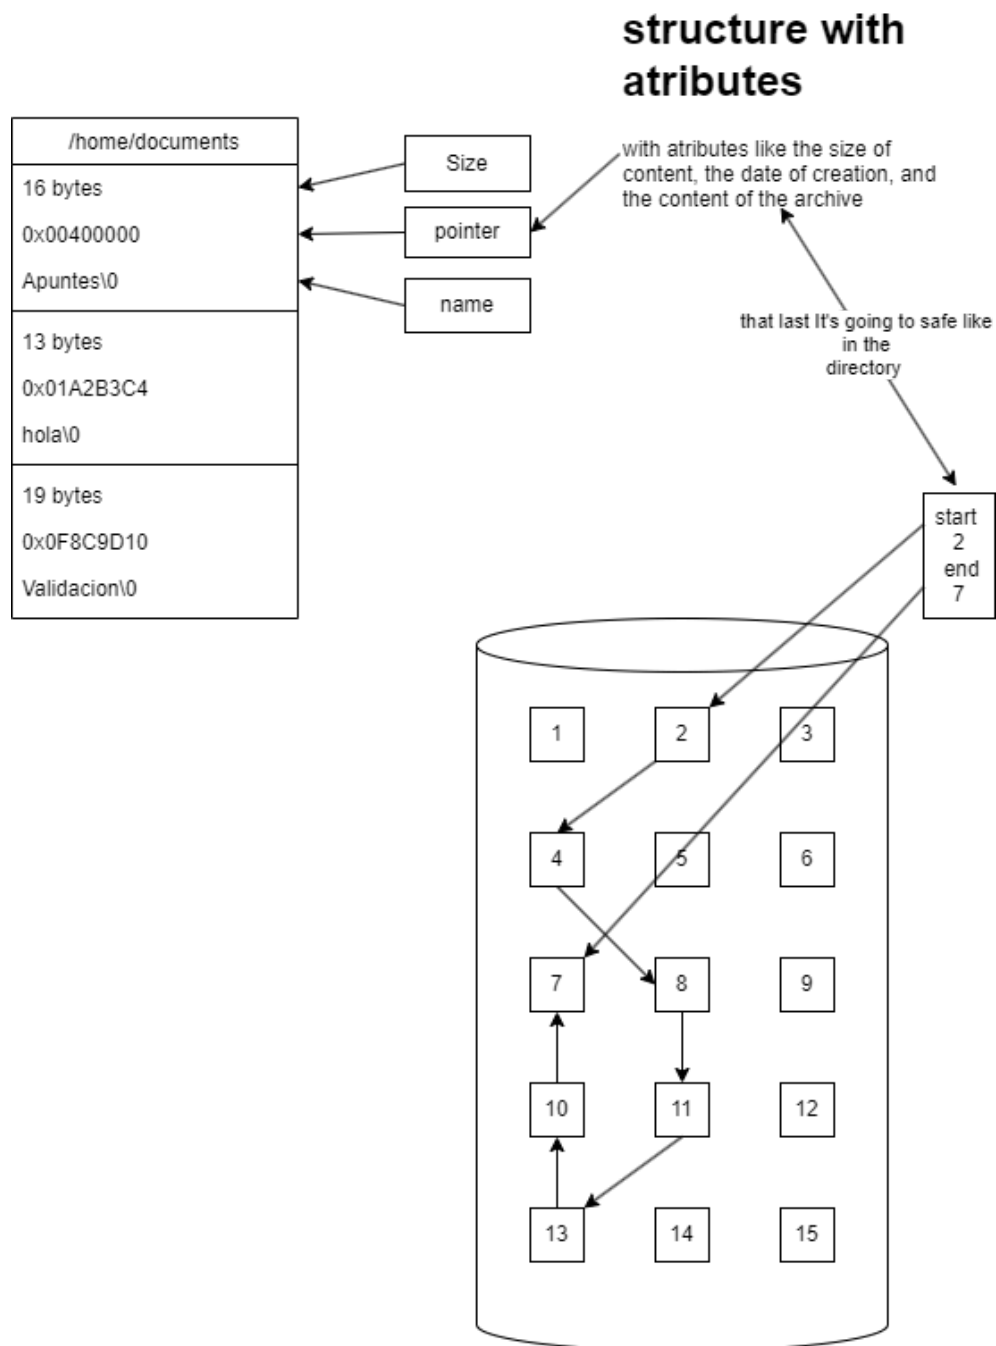 structure with
atributes
/home/documents
16 bytes
0x00400000
Apuntes\0
13 bytes
0x01A2B3C4
hola\0
19 bytes
0x0F8C9D10
Validacion\0
Size
pointer
name
with atributes like the size of
content, the date of creation, and
the content of the archive
that last It's going to safe like
in the
directory
start
2
end
7
1
2
3
4
5
6
7
8
9
10
11
12
13
14
15